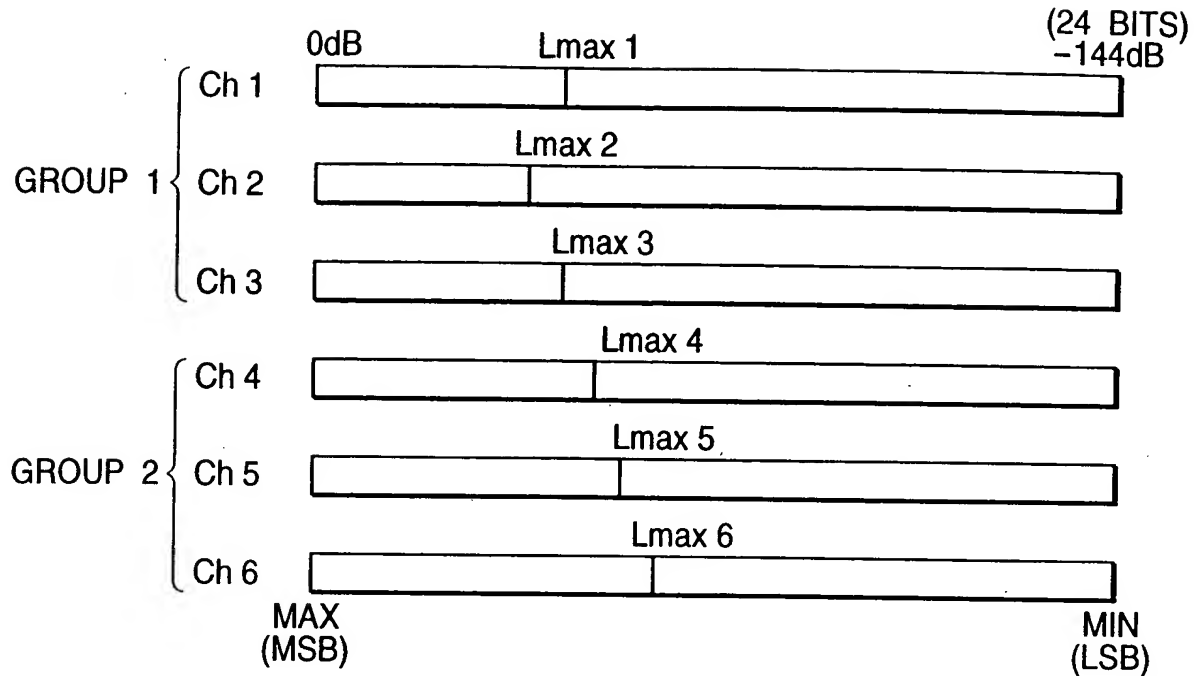 (24 BITS)
0dB Lmax 1 −144dB
Ch 1
Lmax 2
GROUP 1 Ch 2
Lmax 3
Ch 3
Lmax 4
Ch 4
Lmax 5
GROUP 2 Ch 5
Lmax 6
Ch 6
MAX MIN
(MSB) (LSB)